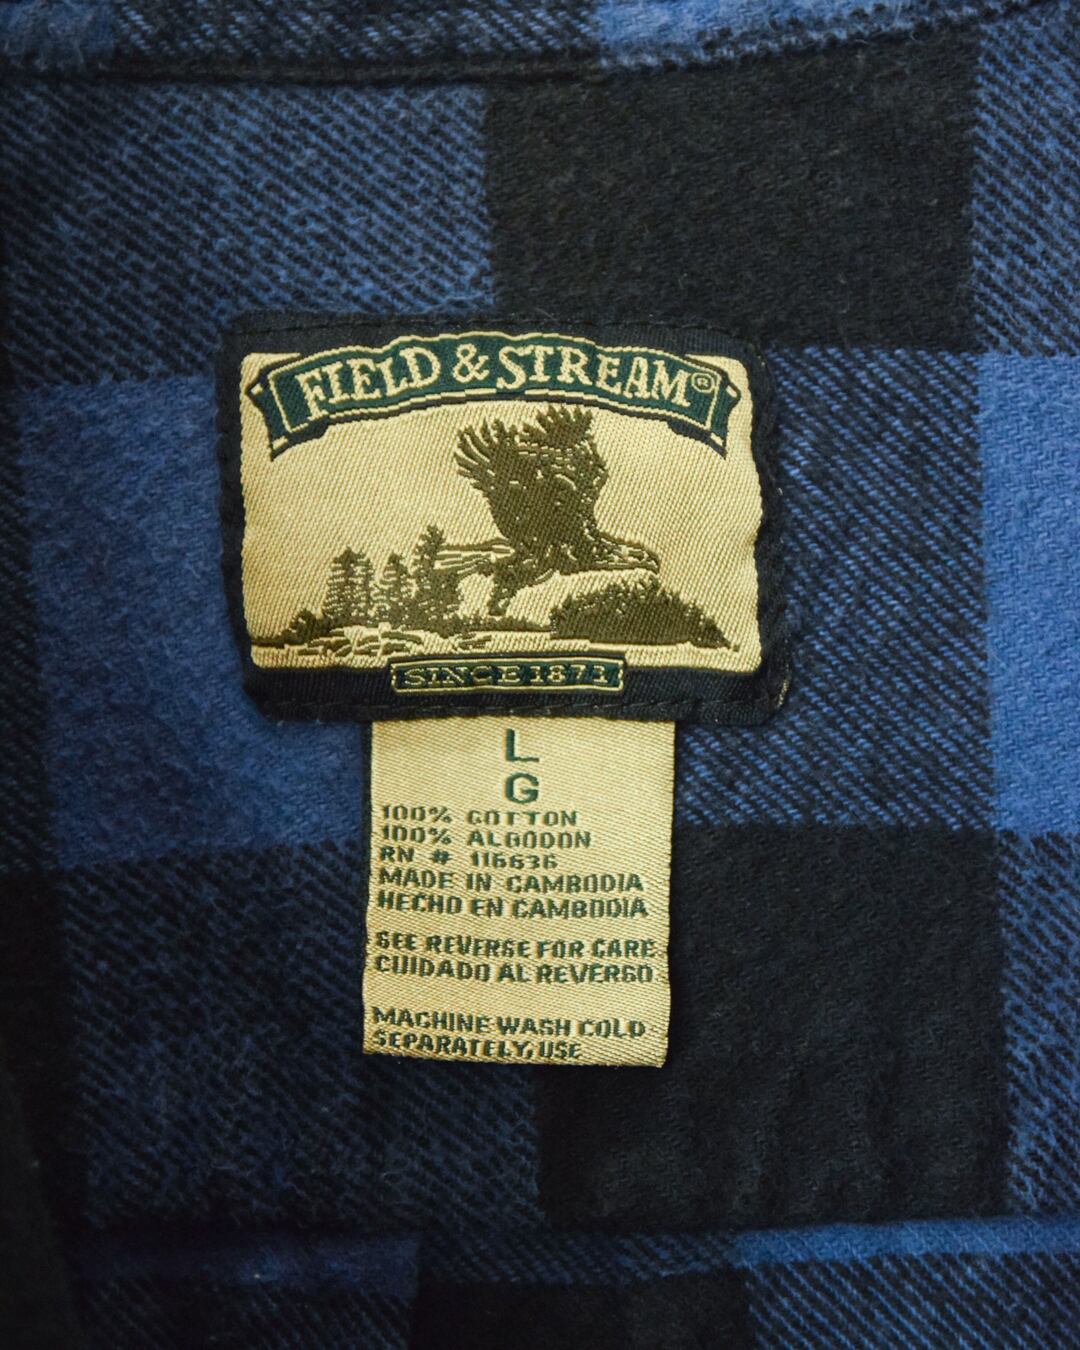 FIELD & STREAM®
SINCE 1871
L
G
100% COTTON
100% ALGODON
RN # 116636
MADE IN CAMBODIA
HECHO EN CAMBODIA
SEE REVERSE FOR CARE
CUIDADO AL REVERSO
MACHINE WASH COLD
SEPARATELY, USE